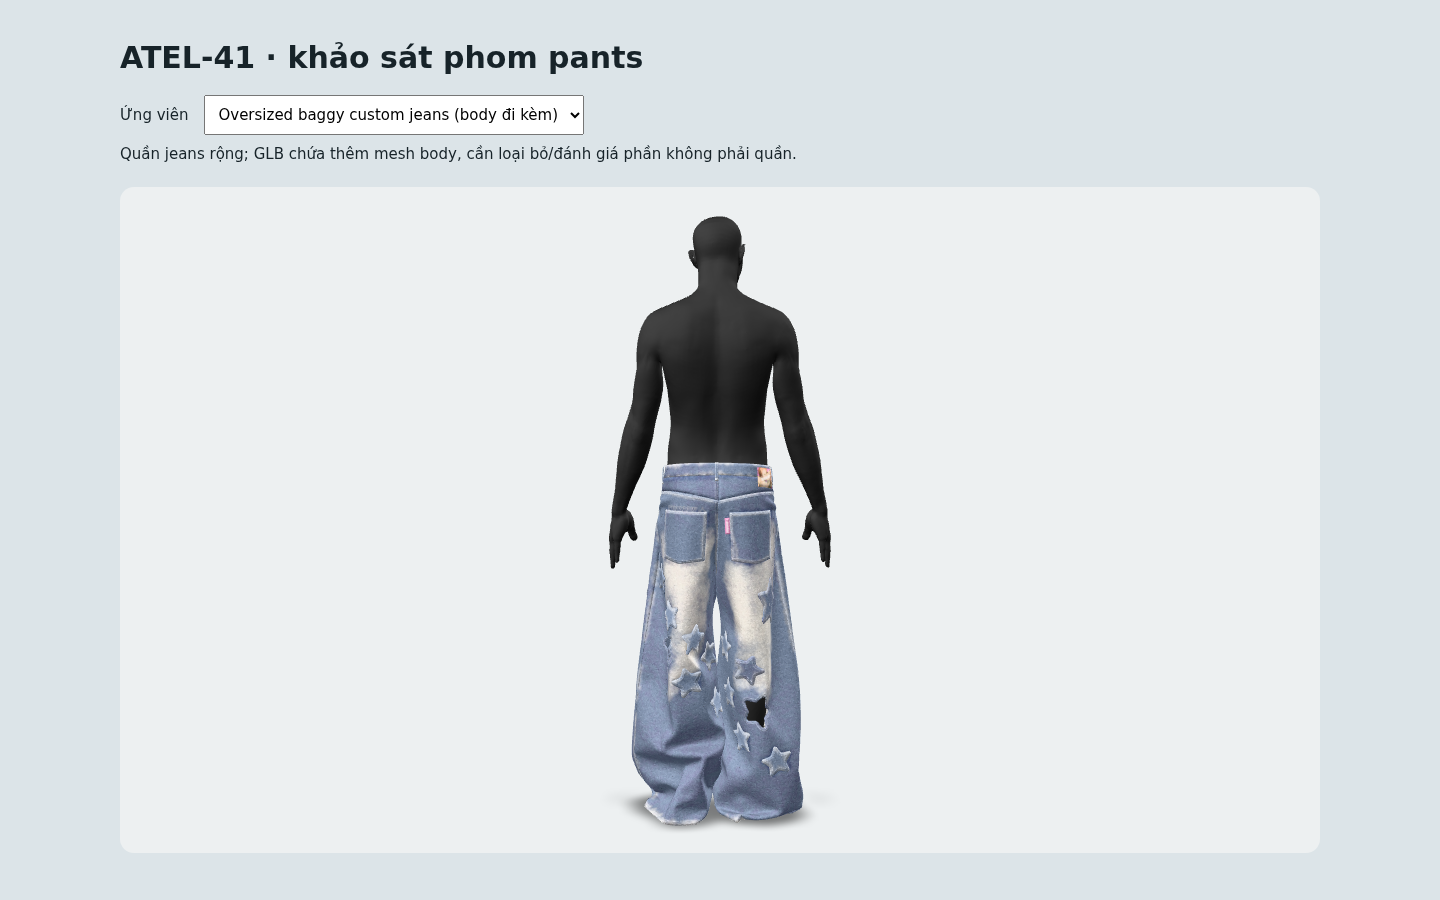 ATEL-41 · khảo sát phom pants
Ứng viên Oversized baggy custom jeans (body đi kèm)
Quần jeans rộng; GLB chứa thêm mesh body, cần loại bỏ/đánh giá phần không phải quần.